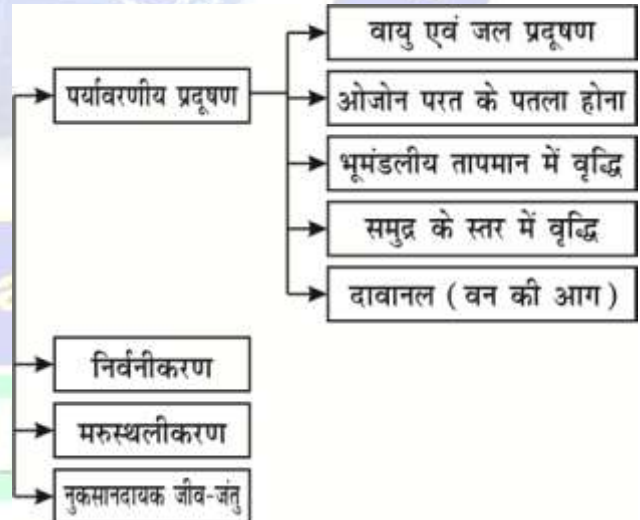 पर्यावरणीय प्रदूषण
वायु एवं जल प्रदूषण
ओजोन परत के पतला होना
भूमंडलीय तापमान में वृद्धि
समुद्र के स्तर में वृद्धि
दावानल ( वन की आग )
निर्वनीकरण
मरुस्थलीकरण
नुकसानदायक जीव-जंतु